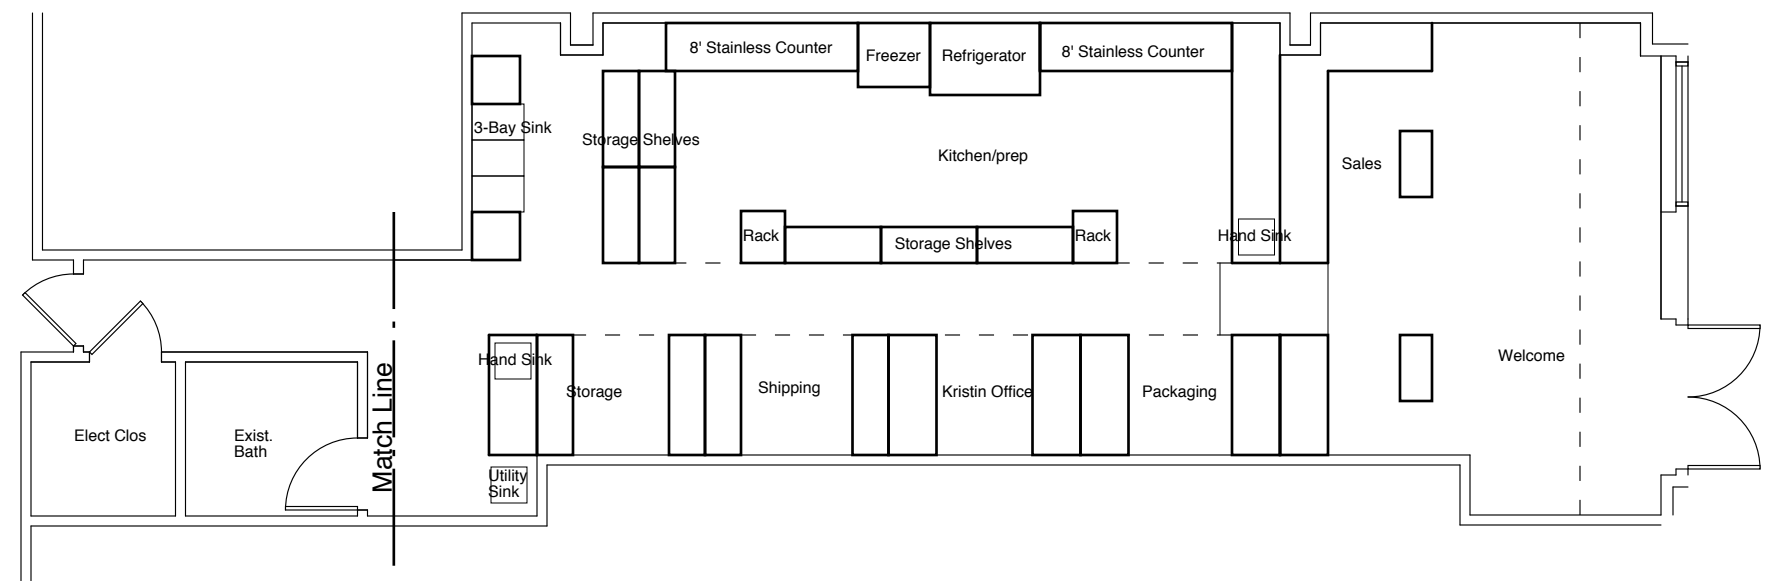 8' Stainless Counter
Freezer
Refrigerator
8' Stainless Counter
3-Bay Sink
Storage Shelves
Kitchen/prep
Sales
Rack
Storage Shelves
Rack
Hand Sink
Hand Sink
Storage
Shipping
Kristin Office
Packaging
Welcome
Elect Clos
Exist.
Bath
Match Line
Utility
Sink